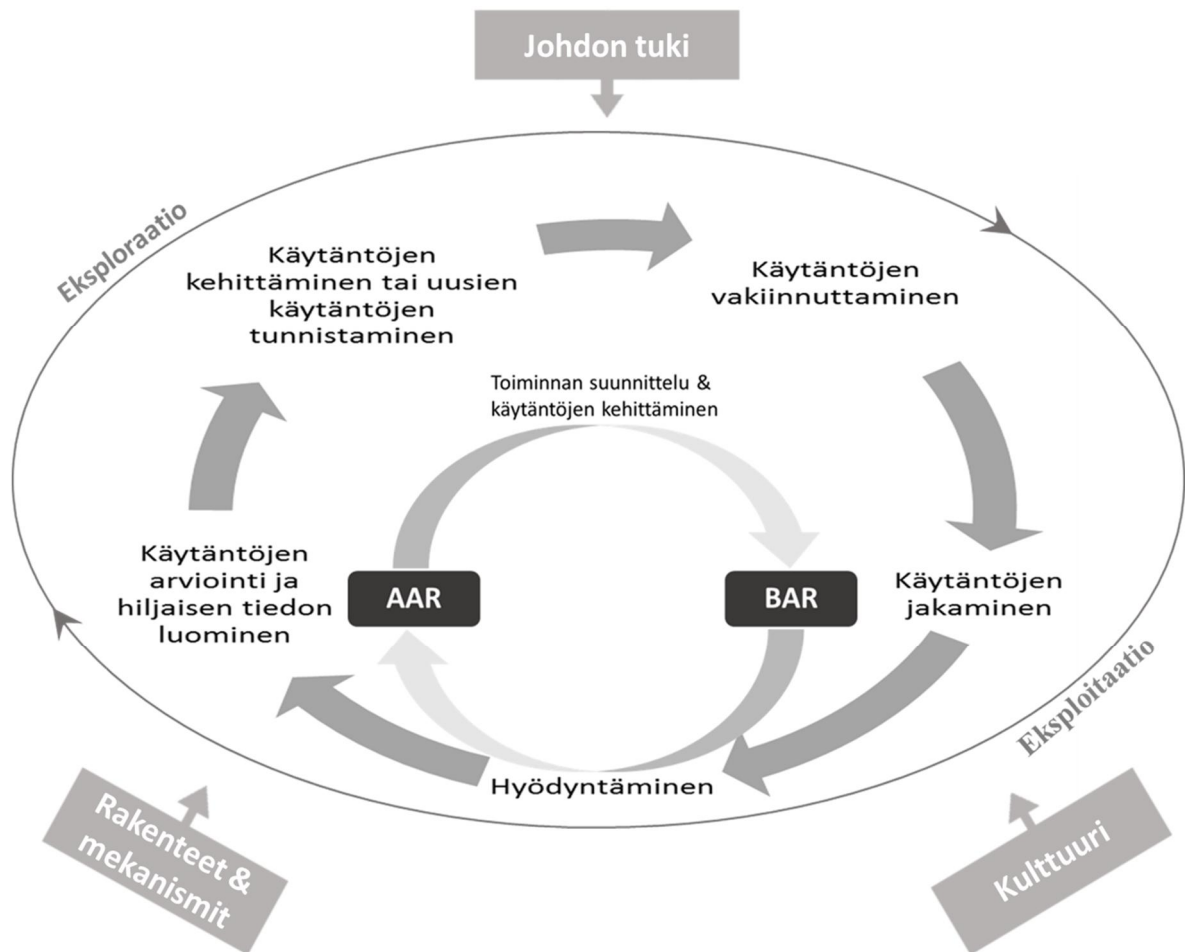 Johdon tuki
Eksploraatio
Käytäntöjen
kehittäminen tai uusien
käytäntöjen
tunnistaminen
Käytäntöjen
vakiinnuttaminen
Toiminnan suunnittelu &
käytäntöjen kehittäminen
Käytäntöjen
arviointi ja
hiljaisen tiedon
luominen
AAR
BAR
Käytäntöjen
jakaminen
Eksploitaatio
Hyödyntäminen
Rakenteet &
mekanismit
Kulttuuri